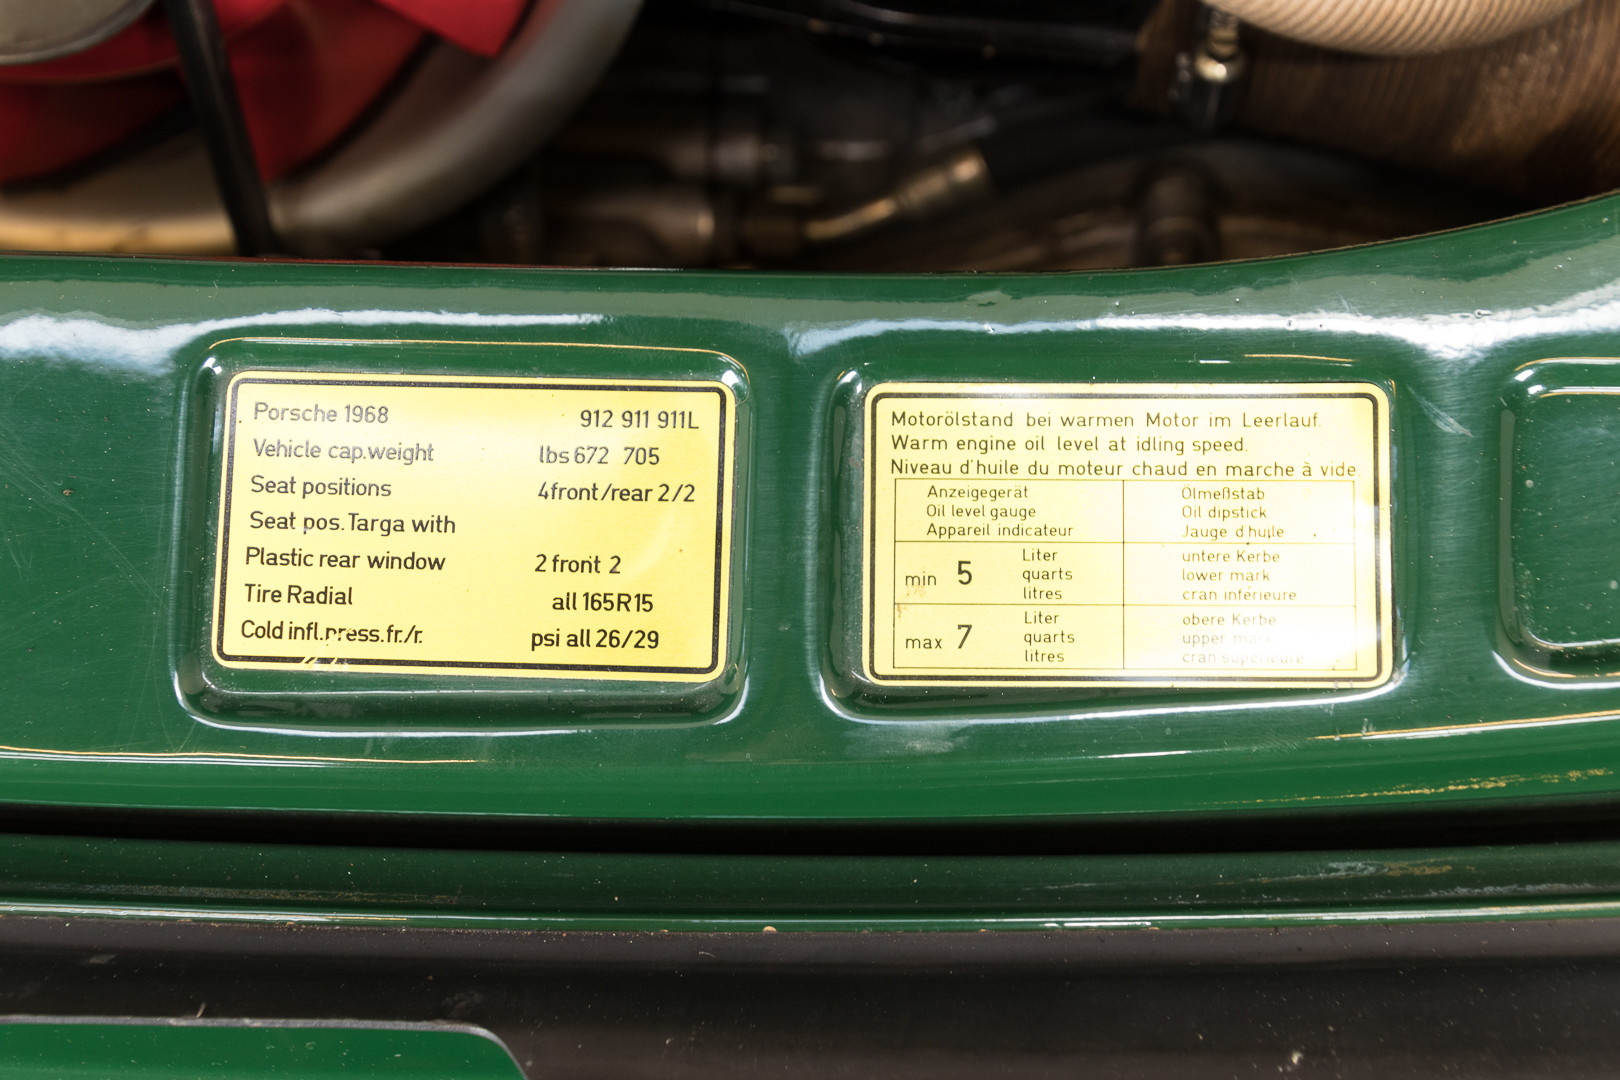 Porsche 1968 912 911 911L
Vehicle cap.weight lbs 672 705
Seat positions 4front/rear 2/2
Seat pos. Targa with
Plastic rear window 2 front 2
Tire Radial all 165R15
Cold infl.press.fr./r. psi all 26/29
Motorölstand bei warmen Motor im Leerlauf.
Warm engine oil level at idling speed.
Niveau d'huile du moteur chaud en marche à vide.
Anzeigegerät Ölmeßstab
Oil level gauge Oil dipstick
Appareil indicateur Jauge d'huile
min 5 Liter untere Kerbe
quarts lower mark
litres cran inférieure
max 7 Liter obere Kerbe
quarts upper mark
litres cran supérieure